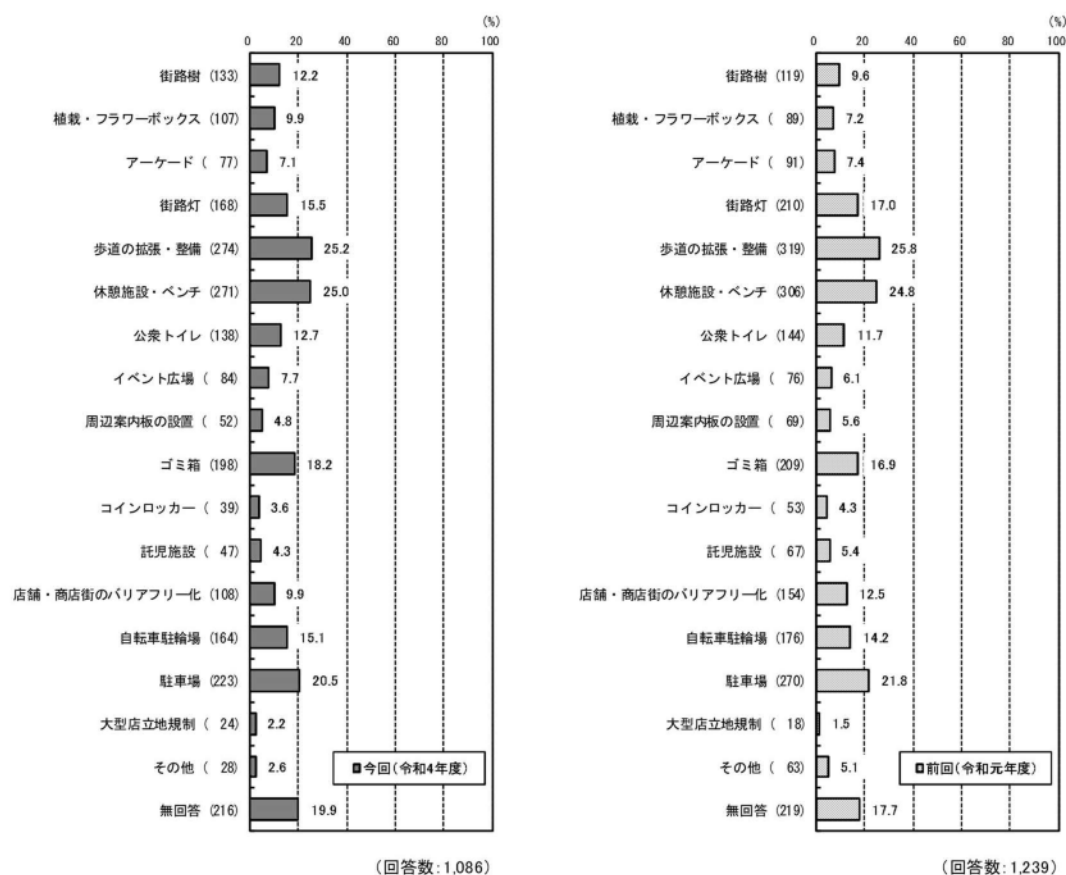 (%)
0 20 40 60 80 100
街路樹 (133) 12.2
植栽・フラワーボックス (107) 9.9
アーケード ( 77) 7.1
街路灯 (168) 15.5
歩道の拡張・整備 (274) 25.2
休憩施設・ベンチ (271) 25.0
公衆トイレ (138) 12.7
イベント広場 ( 84) 7.7
周辺案内板の設置 ( 52) 4.8
ゴミ箱 (198) 18.2
コインロッカー ( 39) 3.6
託児施設 ( 47) 4.3
店舗・商店街のバリアフリー化 (108) 9.9
自転車駐輪場 (164) 15.1
駐車場 (223) 20.5
大型店立地規制 ( 24) 2.2
その他 ( 28) 2.6
今回(令和4年度)
無回答 (216) 19.9
(回答数:1,086)
(%)
0 20 40 60 80 100
街路樹 (119) 9.6
植栽・フラワーボックス ( 89) 7.2
アーケード ( 91) 7.4
街路灯 (210) 17.0
歩道の拡張・整備 (319) 25.8
休憩施設・ベンチ (306) 24.8
公衆トイレ (144) 11.7
イベント広場 ( 76) 6.1
周辺案内板の設置 ( 69) 5.6
ゴミ箱 (209) 16.9
コインロッカー ( 53) 4.3
託児施設 ( 67) 5.4
店舗・商店街のバリアフリー化 (154) 12.5
自転車駐輪場 (176) 14.2
駐車場 (270) 21.8
大型店立地規制 ( 18) 1.5
その他 ( 63) 5.1
前回(令和元年度)
無回答 (219) 17.7
(回答数:1,239)